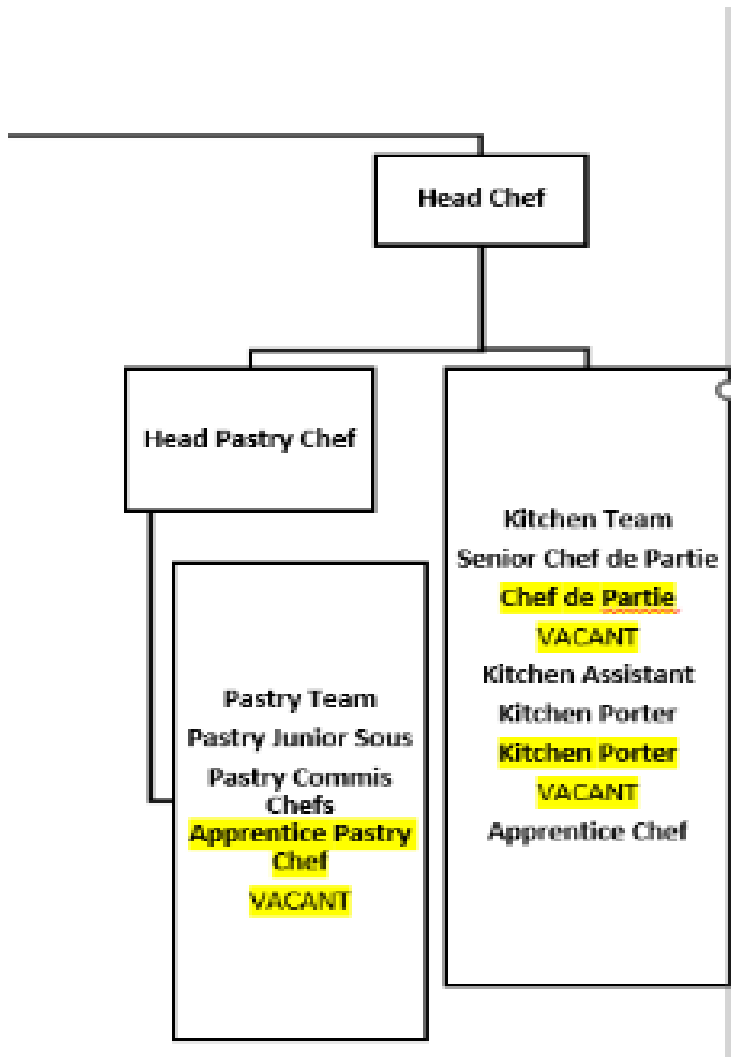 Head Chef
Head Pastry Chef
Kitchen Team
Senior Chef de Partie
Chef de Partie
VACANT
Kitchen Assistant
Kitchen Porter
Kitchen Porter
VACANT
Apprentice Chef
Pastry Team
Pastry Junior Sous
Pastry Commis
Chefs
Apprentice Pastry
Chef
VACANT